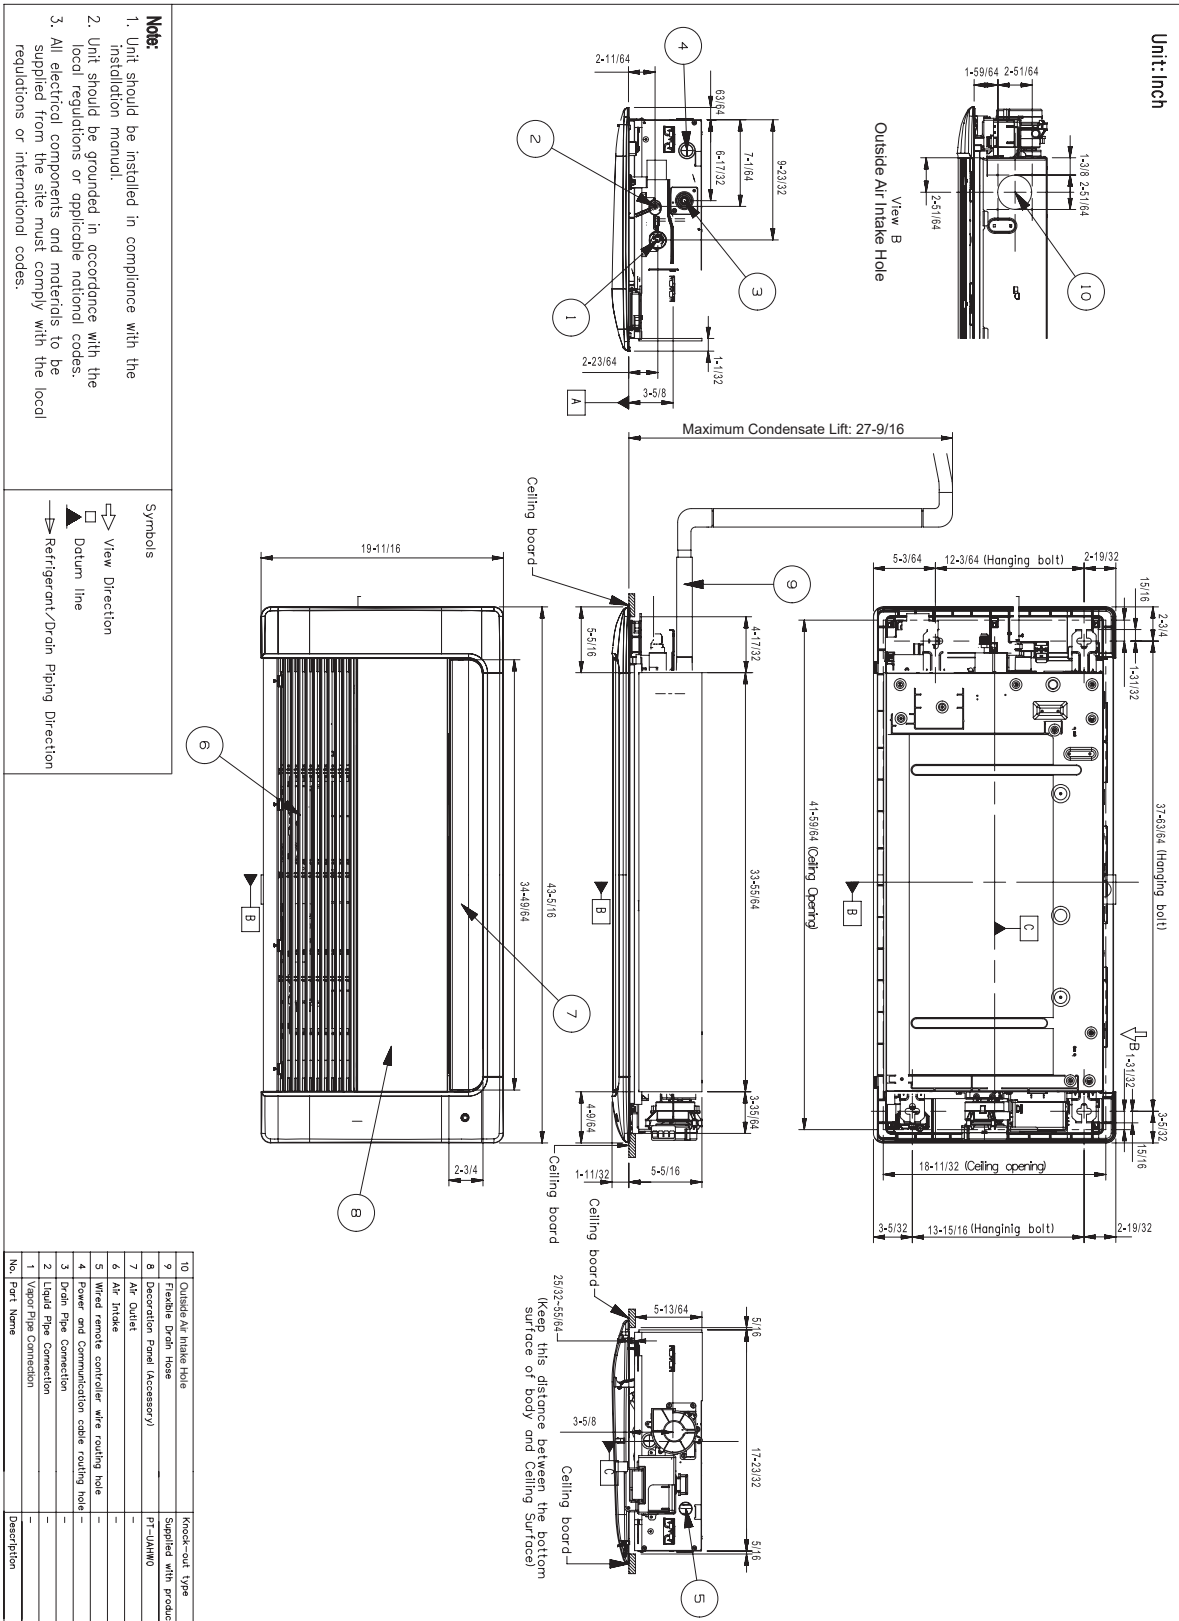 Unit: Inch
1-59/64
2-51/64
1-3/8
2-51/64
2-51/64
10
View B
Outside Air Intake Hole
4
2-11/64
63/64
6-17/32
7-1/64
9-23/32
2
3
1
2-23/64
1-1/32
3-5/8
A
Maximum Condensate Lift: 27-9/16
Ceiling board
9
5-3/64
12-3/64 (Hanging bolt)
2-19/32
15/16
2-3/4
1-31/32
41-59/64 (Ceiling Opening)
37-63/64 (Hanging bolt)
C
B
B
1-31/32
3-5/32
15/16
18-11/32 (Ceiling opening)
3-5/32
13-15/16 (Hanginig bolt)
2-19/32
5-5/16
4-17/32
33-55/64
B
4-9/64
3-35/64
1-11/32
5-5/16
Ceiling board
19-11/16
6
43-5/16
34-49/64
B
7
2-3/4
8
Ceiling board
25/32~55/64
(Keep this distance between the bottom
surface of body and Ceiling Surface)
5-13/64
5/16
17-23/32
5/16
3-5/8
C
Ceiling board
5
Note:
1. Unit should be installed in compliance with the
installation manual.
2. Unit should be grounded in accordance with the
local regulations or applicable national codes.
3. All electrical components and materials to be
supplied from the site must comply with the local
regulations or international codes.
Symbols
View Direction
Datum line
Refrigerant/Drain Piping Direction
10 Outside Air Intake Hole Knock-out type
9 Flexible Drain Hose Supplied with produc
8 Decoration Panel (Accessory) PT-UAHW0
7 Air Outlet -
6 Air Intake -
5 Wired remote controller wire routing hole -
4 Power and Communication cable routing hole -
3 Drain Pipe Connection -
2 Liquid Pipe Connection -
1 Vapor Pipe Connection -
No. Part Name Description